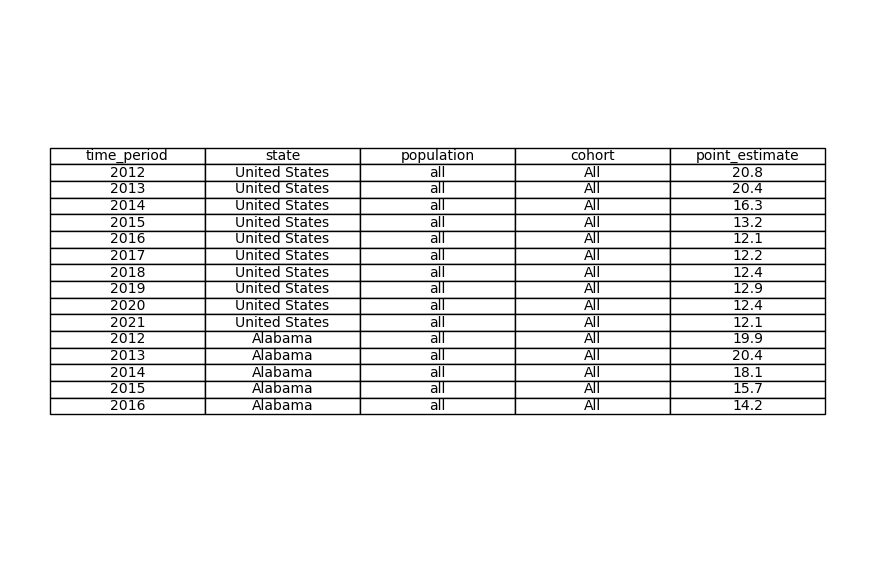 time_period state population cohort point_estimate
2012 United States all All 20.8
2013 United States all All 20.4
2014 United States all All 16.3
2015 United States all All 13.2
2016 United States all All 12.1
2017 United States all All 12.2
2018 United States all All 12.4
2019 United States all All 12.9
2020 United States all All 12.4
2021 United States all All 12.1
2012 Alabama all All 19.9
2013 Alabama all All 20.4
2014 Alabama all All 18.1
2015 Alabama all All 15.7
2016 Alabama all All 14.2